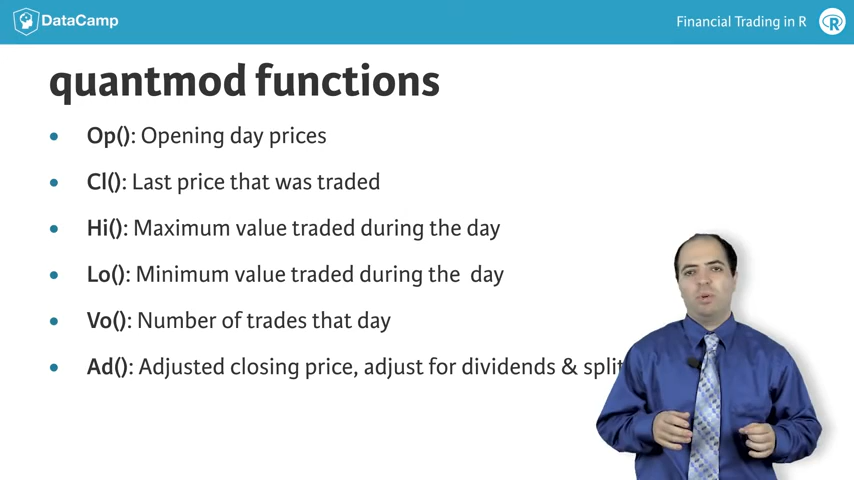 DataCamp
Financial Trading in R
R
quantmod functions
• Op(): Opening day prices
• Cl(): Last price that was traded
• Hi(): Maximum value traded during the day
• Lo(): Minimum value traded during the day
• Vo(): Number of trades that day
• Ad(): Adjusted closing price, adjust for dividends & split